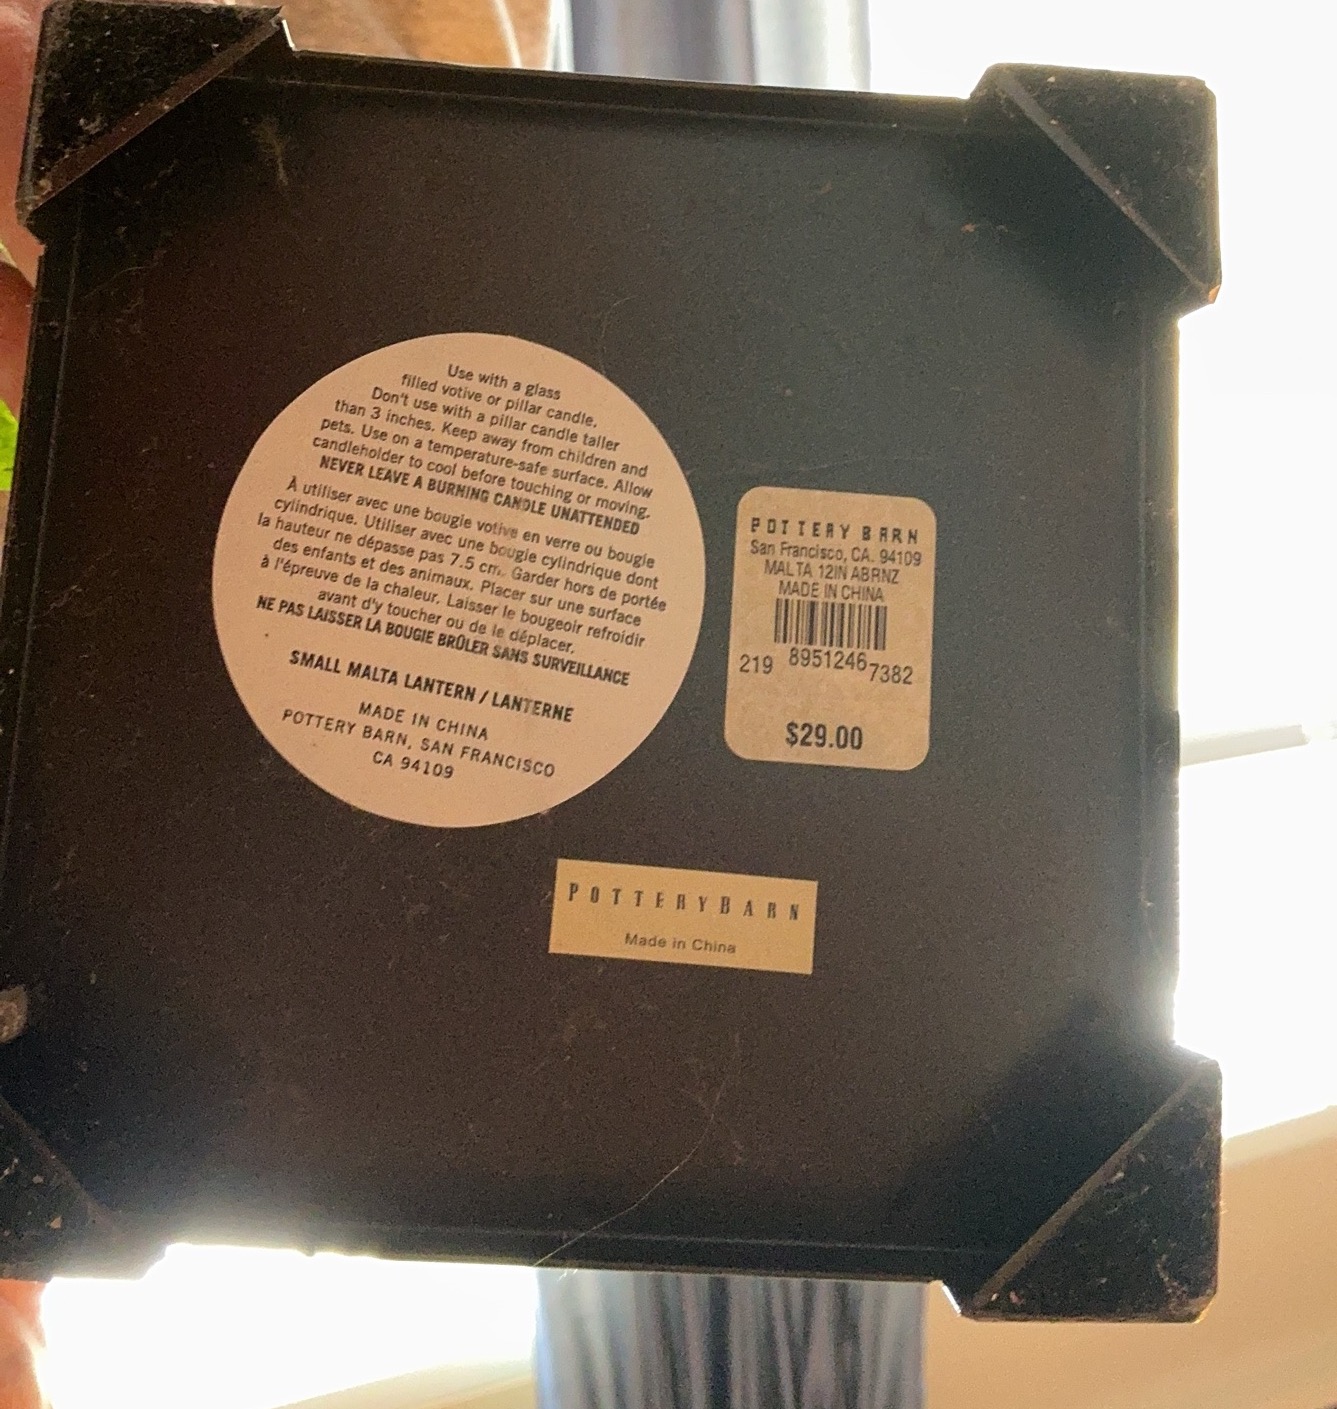 Use with a glass
filled votive or pillar candle.
Don't use with a pillar candle taller
than 3 inches. Keep away from children and
pets. Use on a temperature-safe surface. Allow
candleholder to cool before touching or moving.
NEVER LEAVE A BURNING CANDLE UNATTENDED
À utiliser avec une bougie votive en verre ou bougie
cylindrique. Utiliser avec une bougie cylindrique dont
la hauteur ne dépasse pas 7.5 cm. Garder hors de portée
des enfants et des animaux. Placer sur une surface
à l'épreuve de la chaleur. Laisser le bougeoir refroidir
avant d'y toucher ou de le déplacer.
NE PAS LAISSER LA BOUGIE BRÛLER SANS SURVEILLANCE
SMALL MALTA LANTERN / LANTERNE
MADE IN CHINA
POTTERY BARN, SAN FRANCISCO
CA 94109
POTTERY BARN
San Francisco, CA. 94109
MALTA 12IN ABRNZ
MADE IN CHINA
219 89512467382
$29.00
POTTERYBARN
Made in China